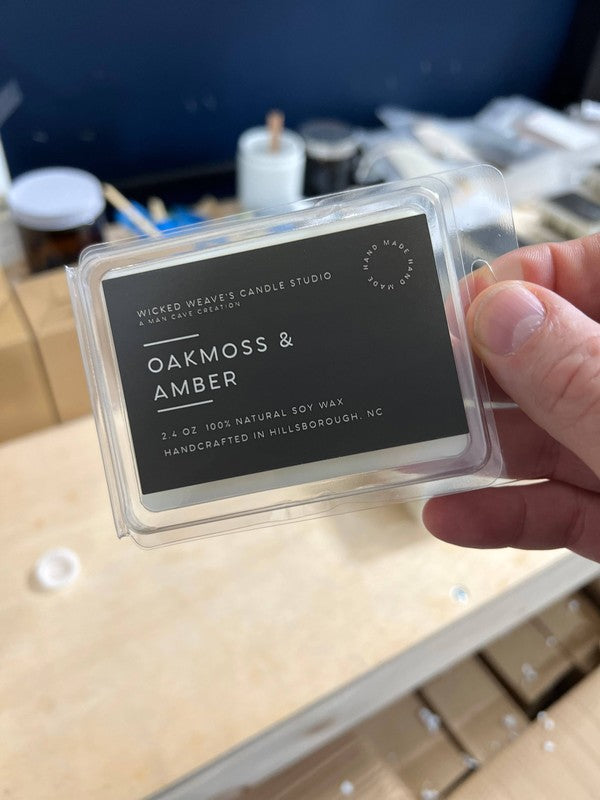 WICKED WEAVE'S CANDLE STUDIO
A MAN CAVE CREATION
HAND MADE HAND MADE
OAKMOSS &
AMBER
2.4 OZ 100% NATURAL SOY WAX
HANDCRAFTED IN HILLSBOROUGH, NC